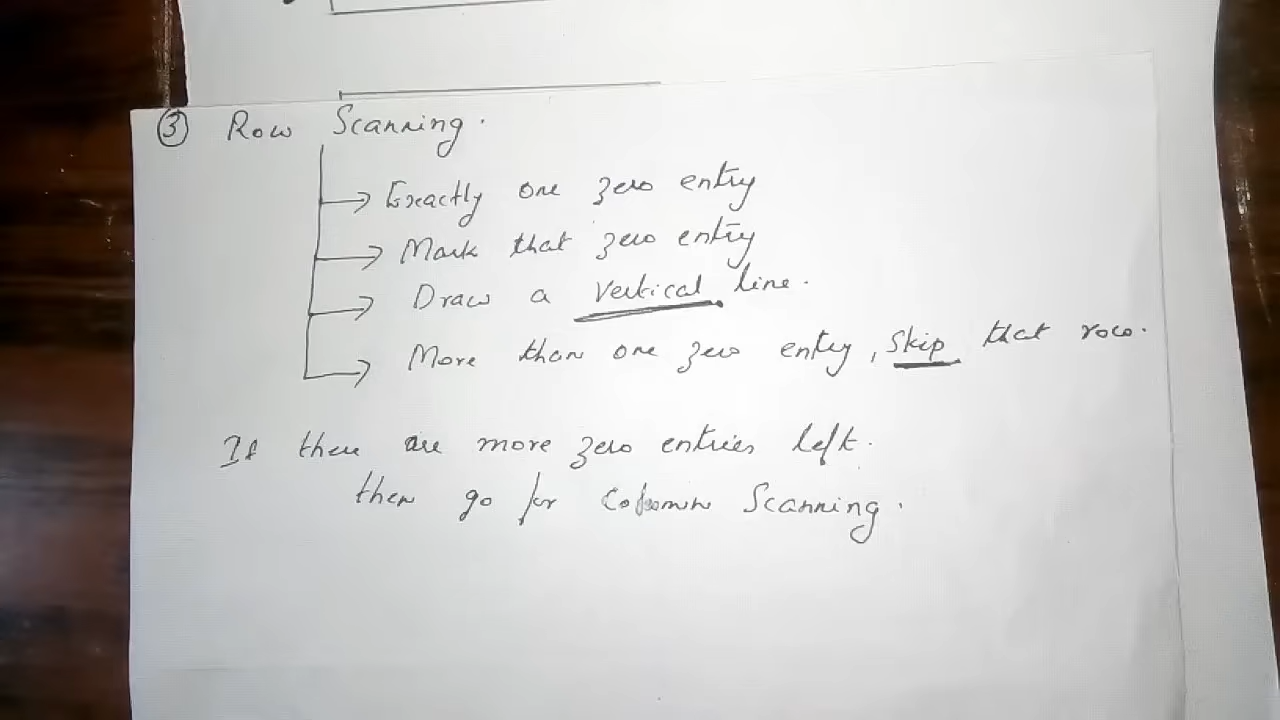 ③ Row Scanning.
→ Exactly one zero entry
→ Mark that zero entry
→ Draw a vertical line.
→ More than one zero entry, skip that row.
If there are more zero entries left.
then go for Column Scanning.